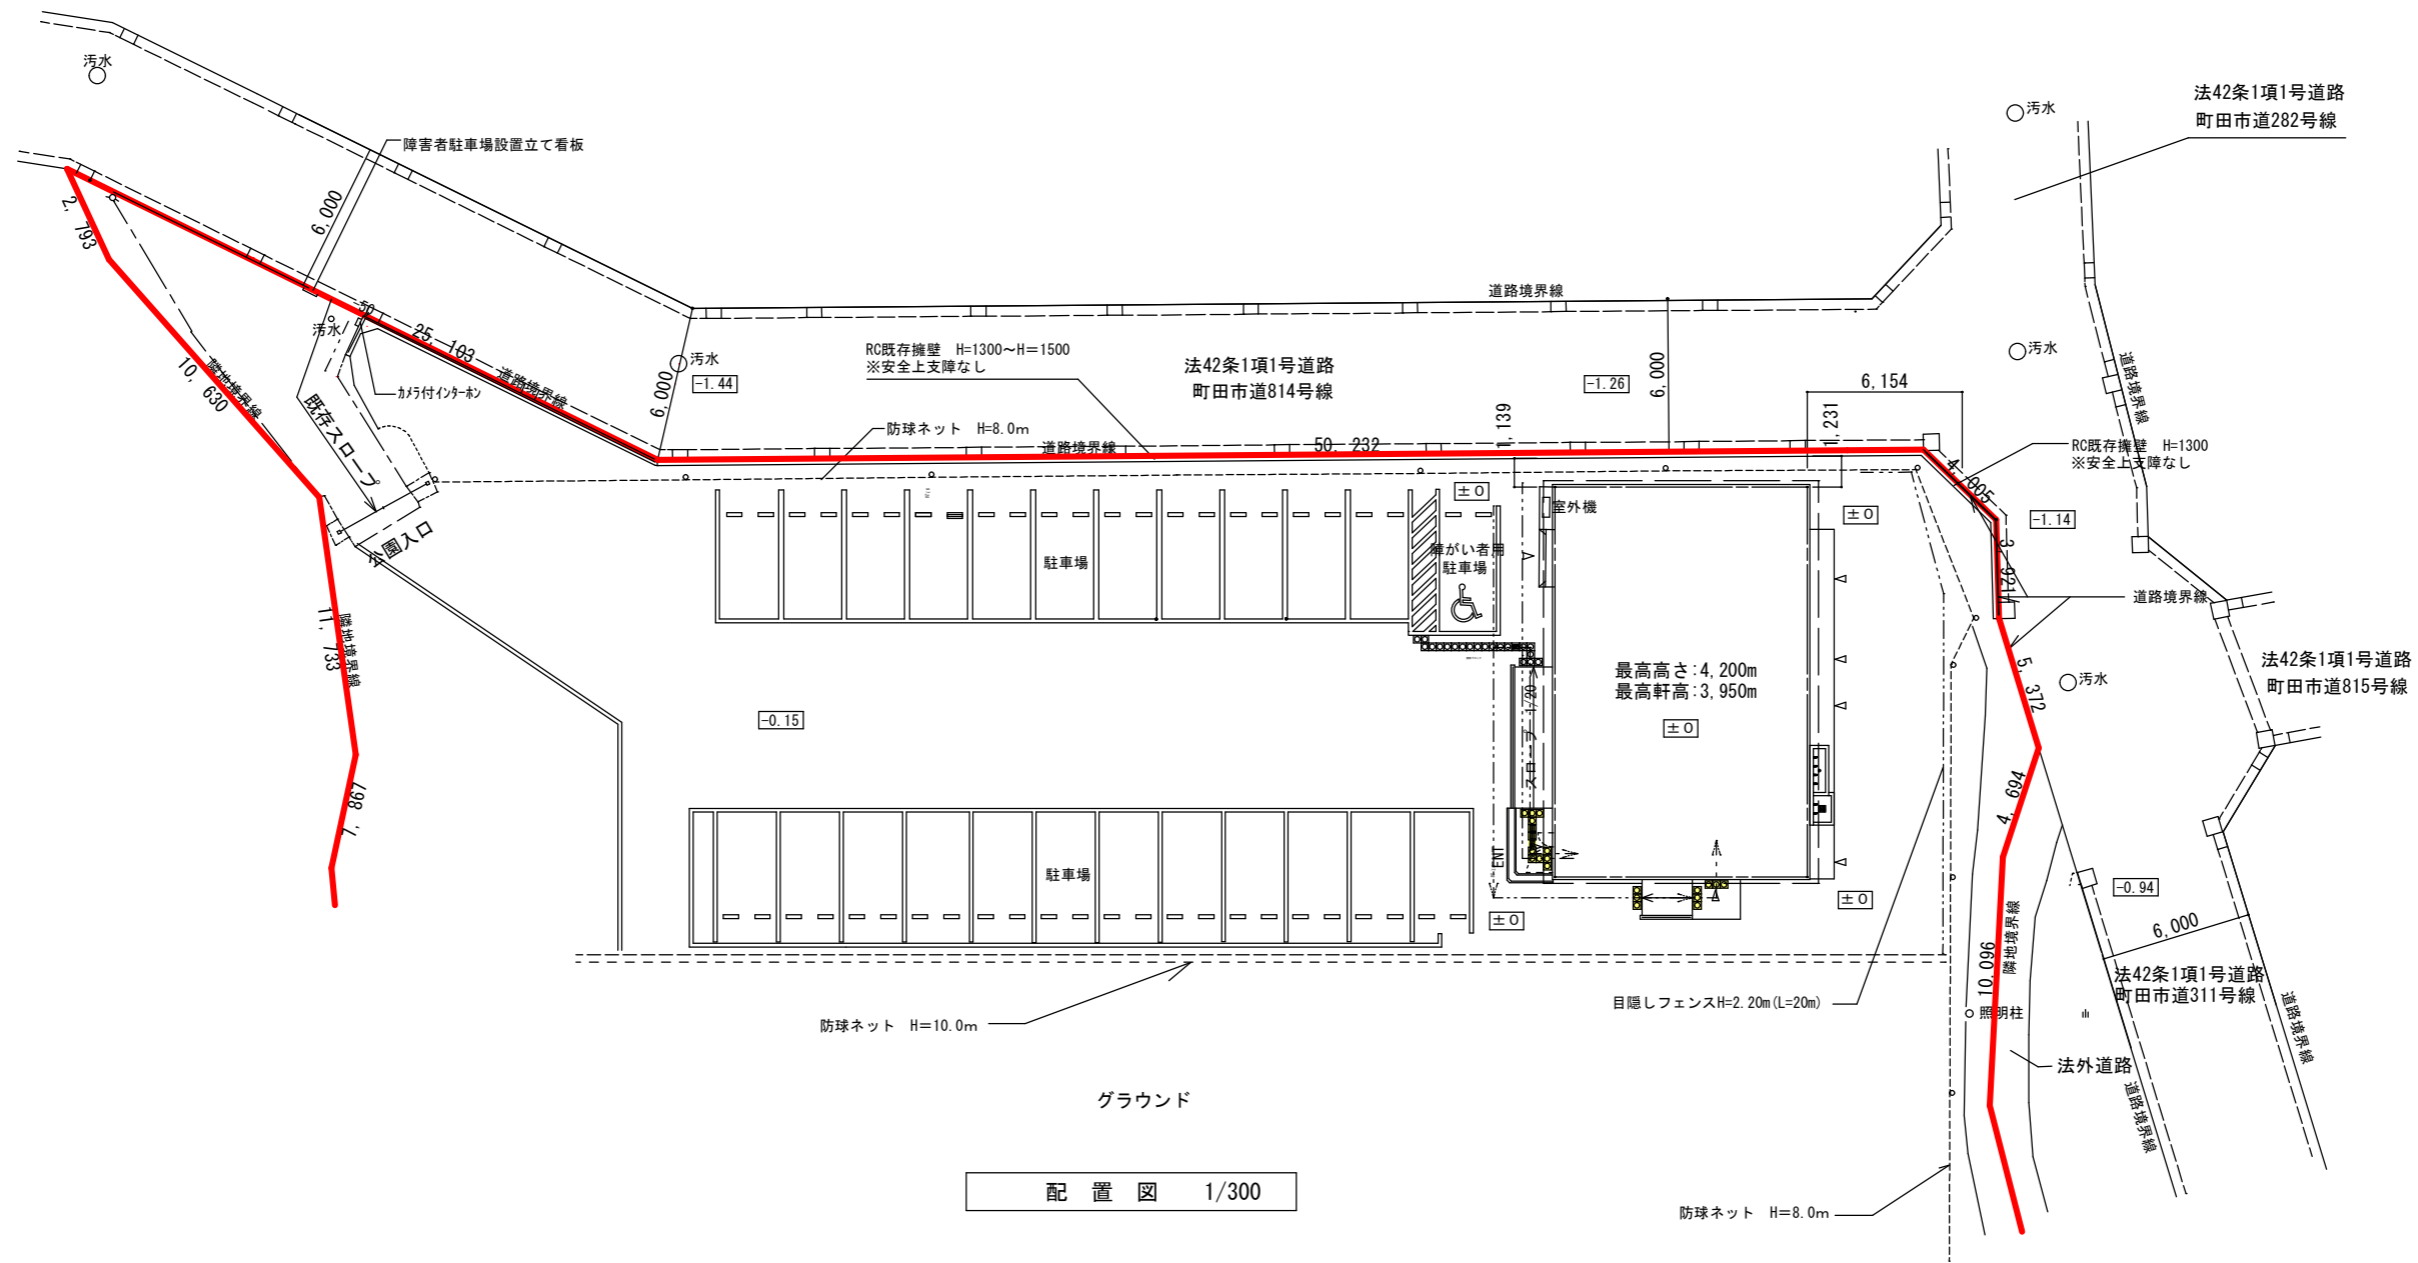 汚水
障害者駐車場設置立て看板
法42条1項1号道路
町田市道282号線
汚水
2,793
6,000
50
25,103
道路境界線
汚水
カメラ付インターホン
10,630
隣地境界線
既存スロープ
公園入口
汚水
-1.44
6,000
RC既存擁壁 H=1300～H=1500
※安全上支障なし
防球ネット H=8.0m
道路境界線
道路境界線
法42条1項1号道路
町田市道814号線
-1.26
6,000
50,232
1,139
6,154
1,231
汚水
道路境界線
RC既存擁壁 H=1300
※安全上支障なし
4,005
-1.14
3,921
道路境界線
±0
室外機
±0
駐車場
障がい者用
駐車場
11,733
隣地境界線
7,867
-0.15
最高高さ:4,200m
最高軒高:3,950m
±0
スロープ 1/20
ENT
5,372
汚水
法42条1項1号道路
町田市道815号線
4,694
駐車場
±0
±0
-0.94
6,000
法42条1項1号道路
町田市道311号線
10,096
隣地境界線
照明柱
目隠しフェンスH=2.20m(L=20m)
防球ネット H=10.0m
法外道路
道路境界線
道路境界線
グラウンド
配置図 1/300
防球ネット H=8.0m